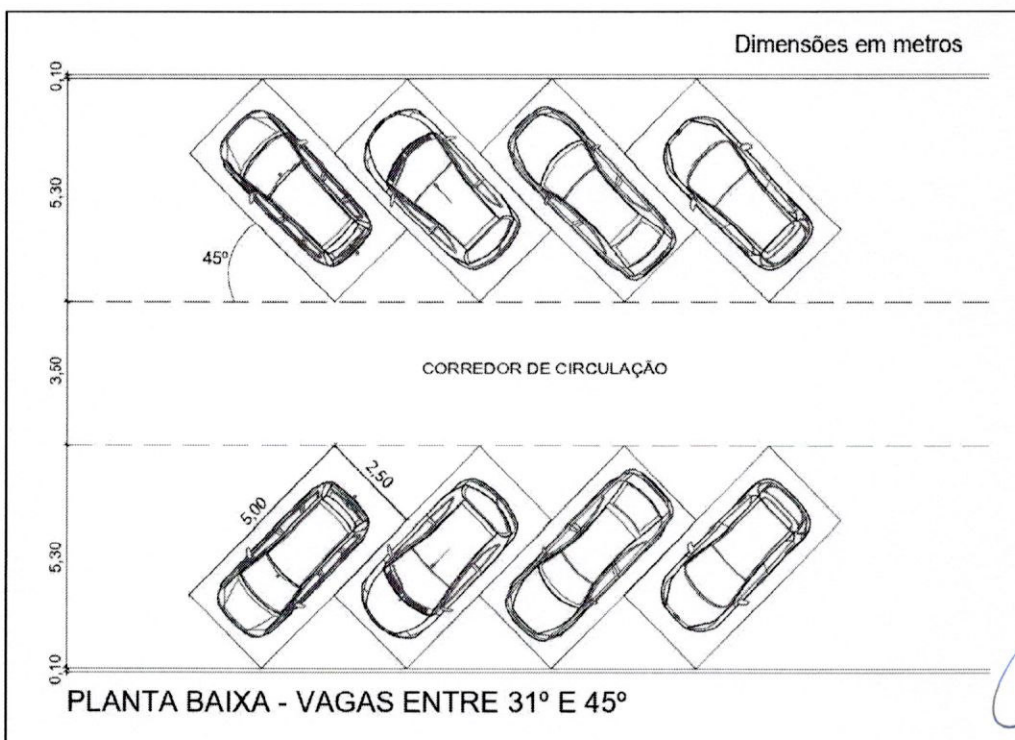 Dimensões em metros
0,10
5,30
45º
3,50
CORREDOR DE CIRCULAÇÃO
2,50
5,00
5,30
0,10
PLANTA BAIXA - VAGAS ENTRE 31º E 45º